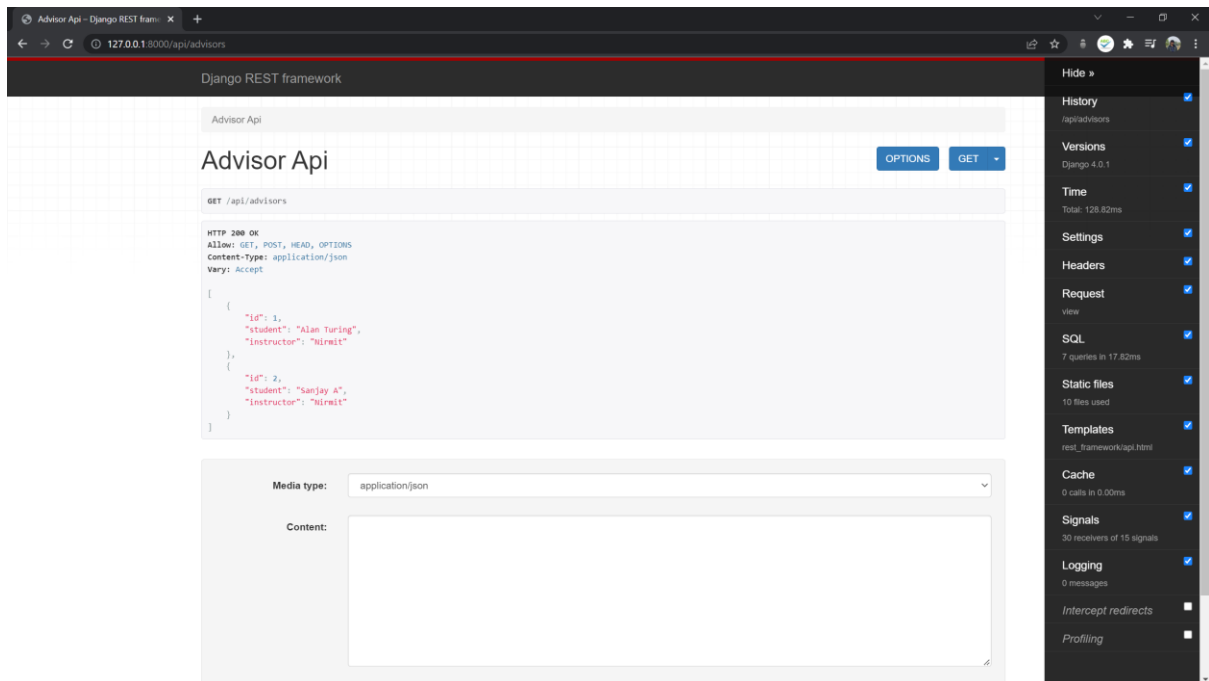 Advisor Api – Django REST frame
127.0.0.1:8000/api/advisors
Django REST framework
Advisor Api
Advisor Api
OPTIONS
GET
GET /api/advisors
HTTP 200 OK
Allow: GET, POST, HEAD, OPTIONS
Content-Type: application/json
Vary: Accept
[
{
"id": 1,
"student": "Alan Turing",
"instructor": "Nirmit"
},
{
"id": 2,
"student": "Sanjay A",
"instructor": "Nirmit"
}
]
Media type:
application/json
Content:
Hide »
History
/api/advisors
Versions
Django 4.0.1
Time
Total: 128.82ms
Settings
Headers
Request
view
SQL
7 queries in 17.82ms
Static files
10 files used
Templates
rest_framework/api.html
Cache
0 calls in 0.00ms
Signals
30 receivers of 15 signals
Logging
0 messages
Intercept redirects
Profiling